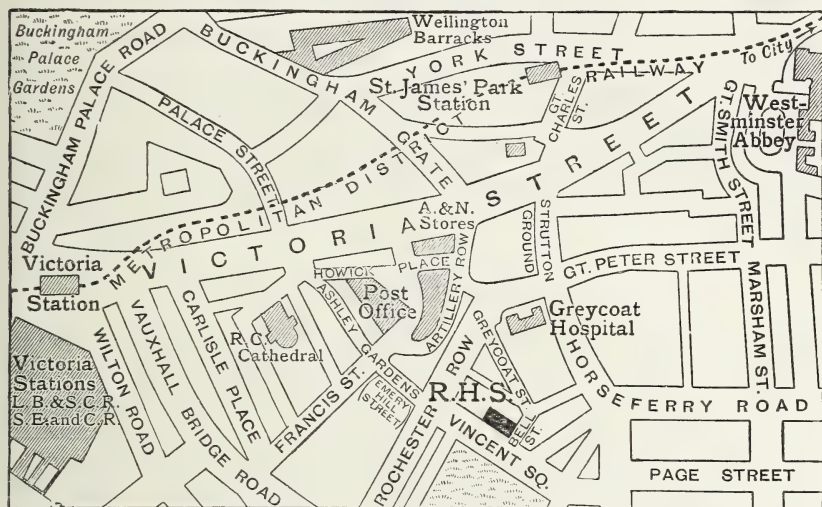 Buckingham
Palace
Gardens
BUCKINGHAM PALACE ROAD
BUCKINGHAM GATE
Wellington
Barracks
YORK STREET
To City
St. James' Park
Station
RAILWAY
GT.
CHARLES
ST.
GT. SMITH STREET
West-
minster
Abbey
PALACE STREET
METROPOLITAN DISTRICT
VICTORIA STREET
A.&N.
Stores
STRUTTON
GROUND
GT. PETER STREET
MARSHAM ST.
Victoria
Station
HOWICK PLACE
Post
Office
ARTILLERY ROW
ASHLEY GARDENS
R.C.
Cathedral
CARLISLE PLACE
VAUXHALL BRIDGE ROAD
WILTON ROAD
Victoria
Stations
L.B.&S.C.R.
S.E. and C.R.
FRANCIS ST.
EMERY
HILL
STREET
ROCHESTER ROW
GREYCOAT ST.
Greycoat
Hospital
HORSEFERRY ROAD
R.H.S.
BELL ST.
VINCENT SQ.
PAGE STREET